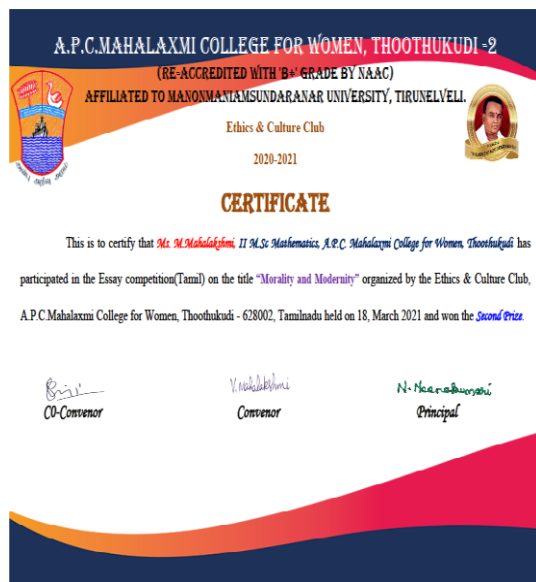 A.P.C.MAHALAXMI COLLEGE FOR WOMEN, THOOTHUKUDI -2
(RE-ACCREDITED WITH 'B+' GRADE BY NAAC)
AFFILIATED TO MANONMANIAMSUNDARANAR UNIVERSITY, TIRUNELVELI.
Ethics & Culture Club
2020-2021
CERTIFICATE
This is to certify that Ms. M.Mahalakshmi, II M.Sc Mathematics, A.P.C. Mahalaxmi College for Women, Thoothukudi has
participated in the Essay competition(Tamil) on the title “Morality and Modernity” organized by the Ethics & Culture Club,
A.P.C.Mahalaxmi College for Women, Thoothukudi - 628002, Tamilnadu held on 18, March 2021 and won the Second Prize.
V. Mahalakshmi N. Meenakumari
CO-Convenor Convenor Principal